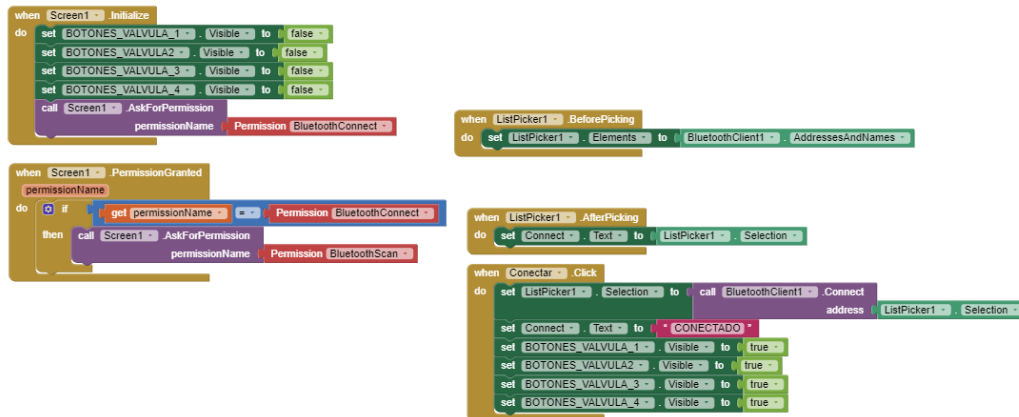 when Screen1 .Initialize
do set BOTONES_VALVULA_1 . Visible to false
set BOTONES_VALVULA2 . Visible to false
set BOTONES_VALVULA_3 . Visible to false
set BOTONES_VALVULA_4 . Visible to false
call Screen1 .AskForPermission
permissionName Permission BluetoothConnect
when Screen1 .PermissionGranted
permissionName
do if get permissionName = Permission BluetoothConnect
then call Screen1 .AskForPermission
permissionName Permission BluetoothScan
when ListPicker1 .BeforePicking
do set ListPicker1 . Elements to BluetoothClient1 . AddressesAndNames
when ListPicker1 .AfterPicking
do set Connect . Text to ListPicker1 . Selection
when Conectar .Click
do set ListPicker1 . Selection to call BluetoothClient1 .Connect
address ListPicker1 . Selection
set Connect . Text to " CONECTADO "
set BOTONES_VALVULA_1 . Visible to true
set BOTONES_VALVULA2 . Visible to true
set BOTONES_VALVULA_3 . Visible to true
set BOTONES_VALVULA_4 . Visible to true